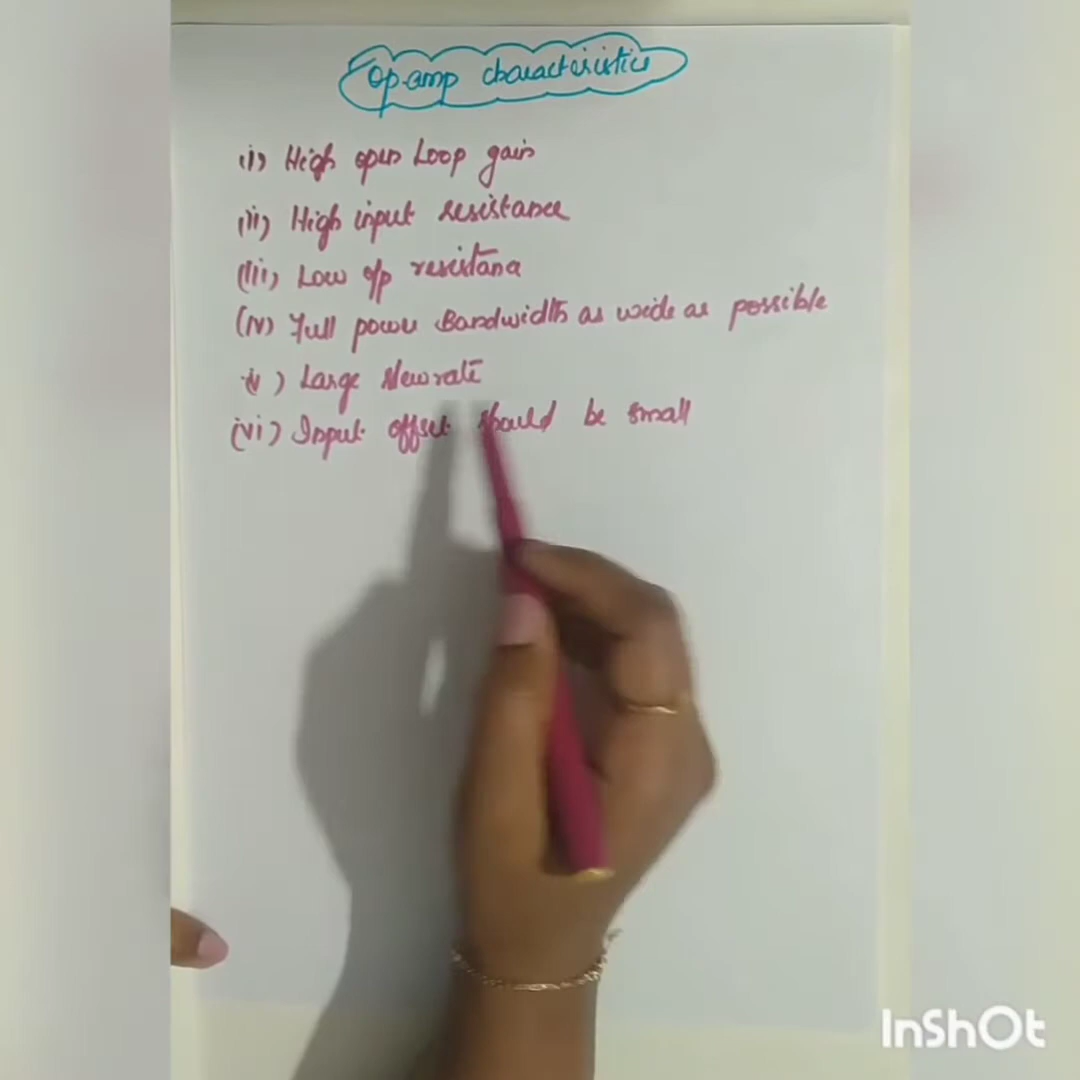 Op-amp characteristics
(i) High open Loop gain
(ii) High input resistance
(iii) Low o/p resistance
(iv) Full power Bandwidth as wide as possible
v) Large slew rate
(vi) Input offset should be small
InShOt